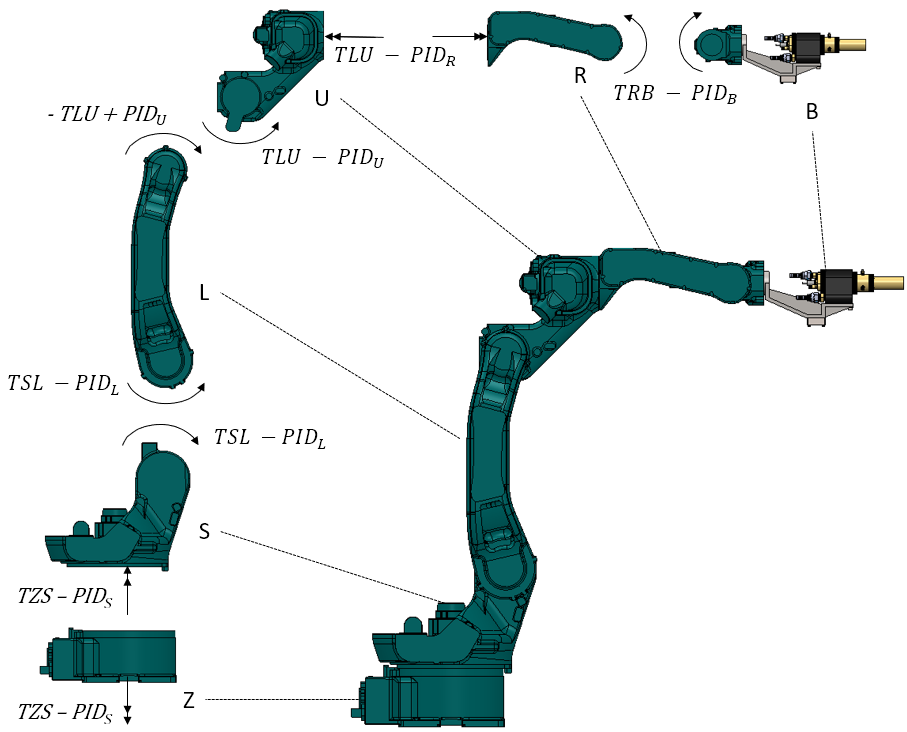 TLU – PID_R
R
TRB – PID_B
U
B
- TLU + PID_U
TLU – PID_U
L
TSL – PID_L
TSL – PID_L
S
TZS – PID_S
Z
TZS – PID_S